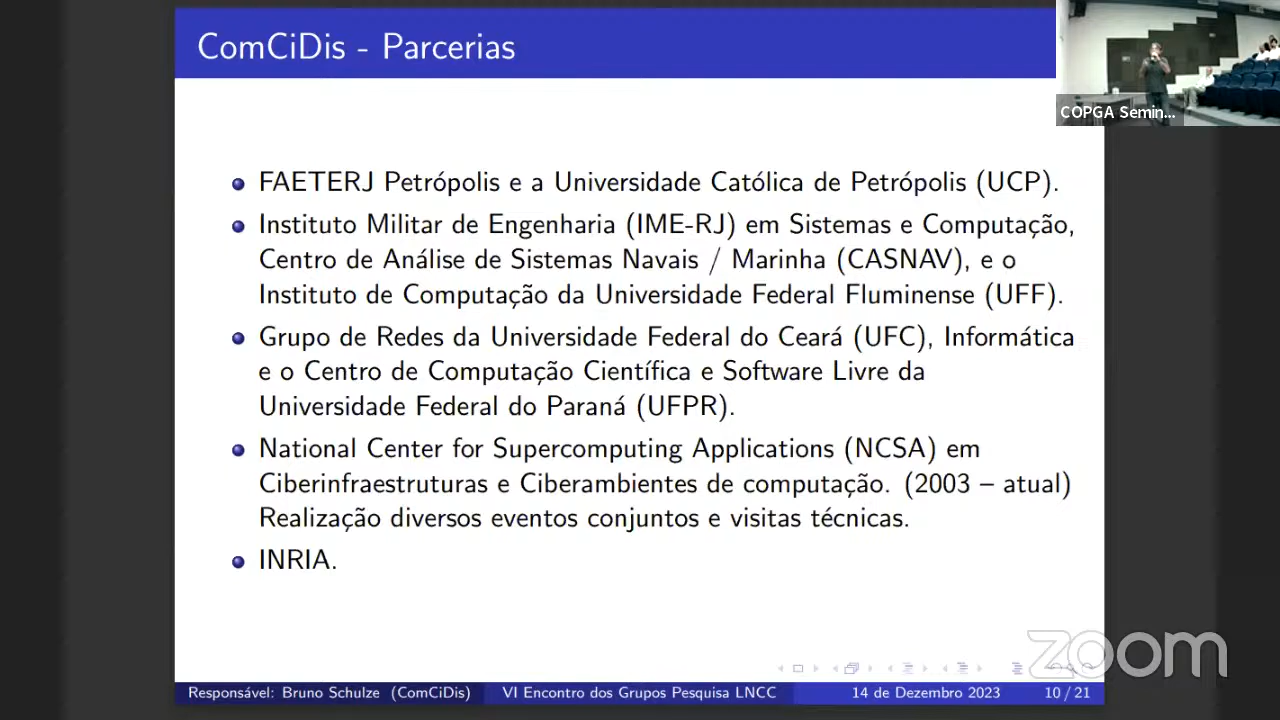 ComCiDis - Parcerias
COPGA Semin...
FAETERJ Petrópolis e a Universidade Católica de Petrópolis (UCP).
Instituto Militar de Engenharia (IME-RJ) em Sistemas e Computação,
Centro de Análise de Sistemas Navais / Marinha (CASNAV), e o
Instituto de Computação da Universidade Federal Fluminense (UFF).
Grupo de Redes da Universidade Federal do Ceará (UFC), Informática
e o Centro de Computação Científica e Software Livre da
Universidade Federal do Paraná (UFPR).
National Center for Supercomputing Applications (NCSA) em
Ciberinfraestruturas e Ciberambientes de computação. (2003 – atual)
Realização diversos eventos conjuntos e visitas técnicas.
INRIA.
zoom
Responsável: Bruno Schulze (ComCiDis) VI Encontro dos Grupos Pesquisa LNCC 14 de Dezembro 2023 10 / 21